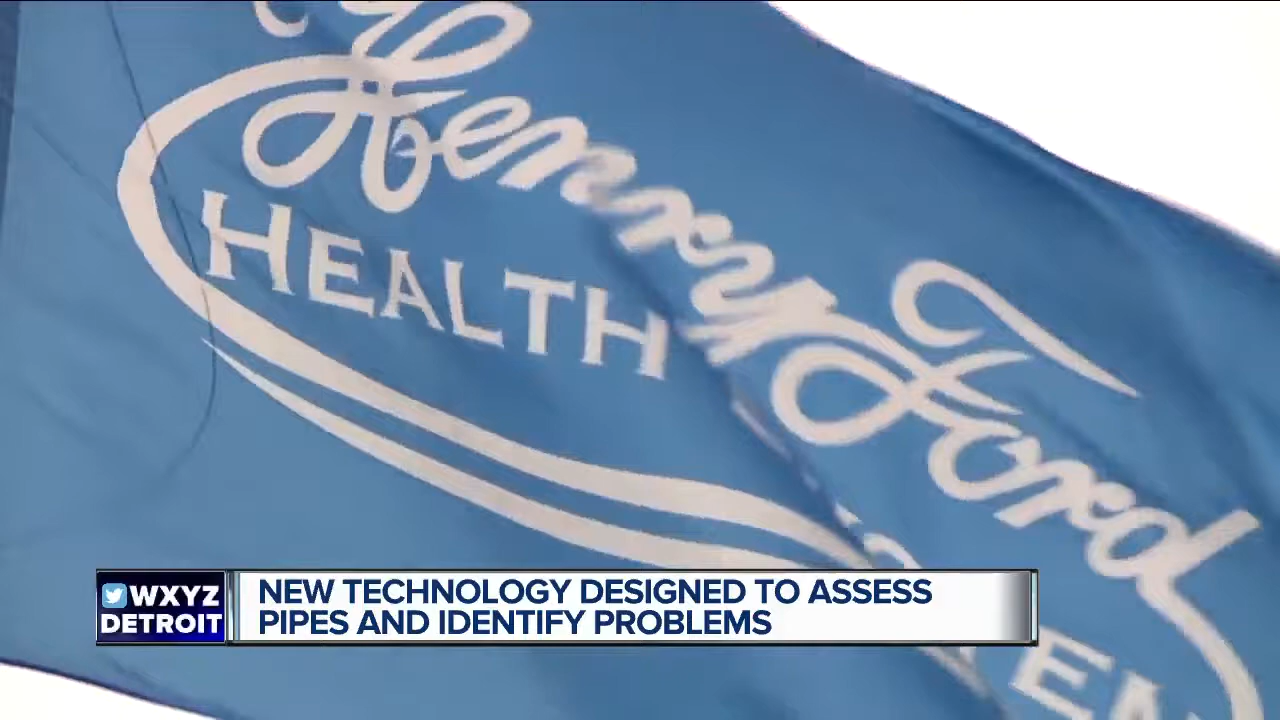 Henry Ford
HEALTH
WXYZ
DETROIT
NEW TECHNOLOGY DESIGNED TO ASSESS
PIPES AND IDENTIFY PROBLEMS